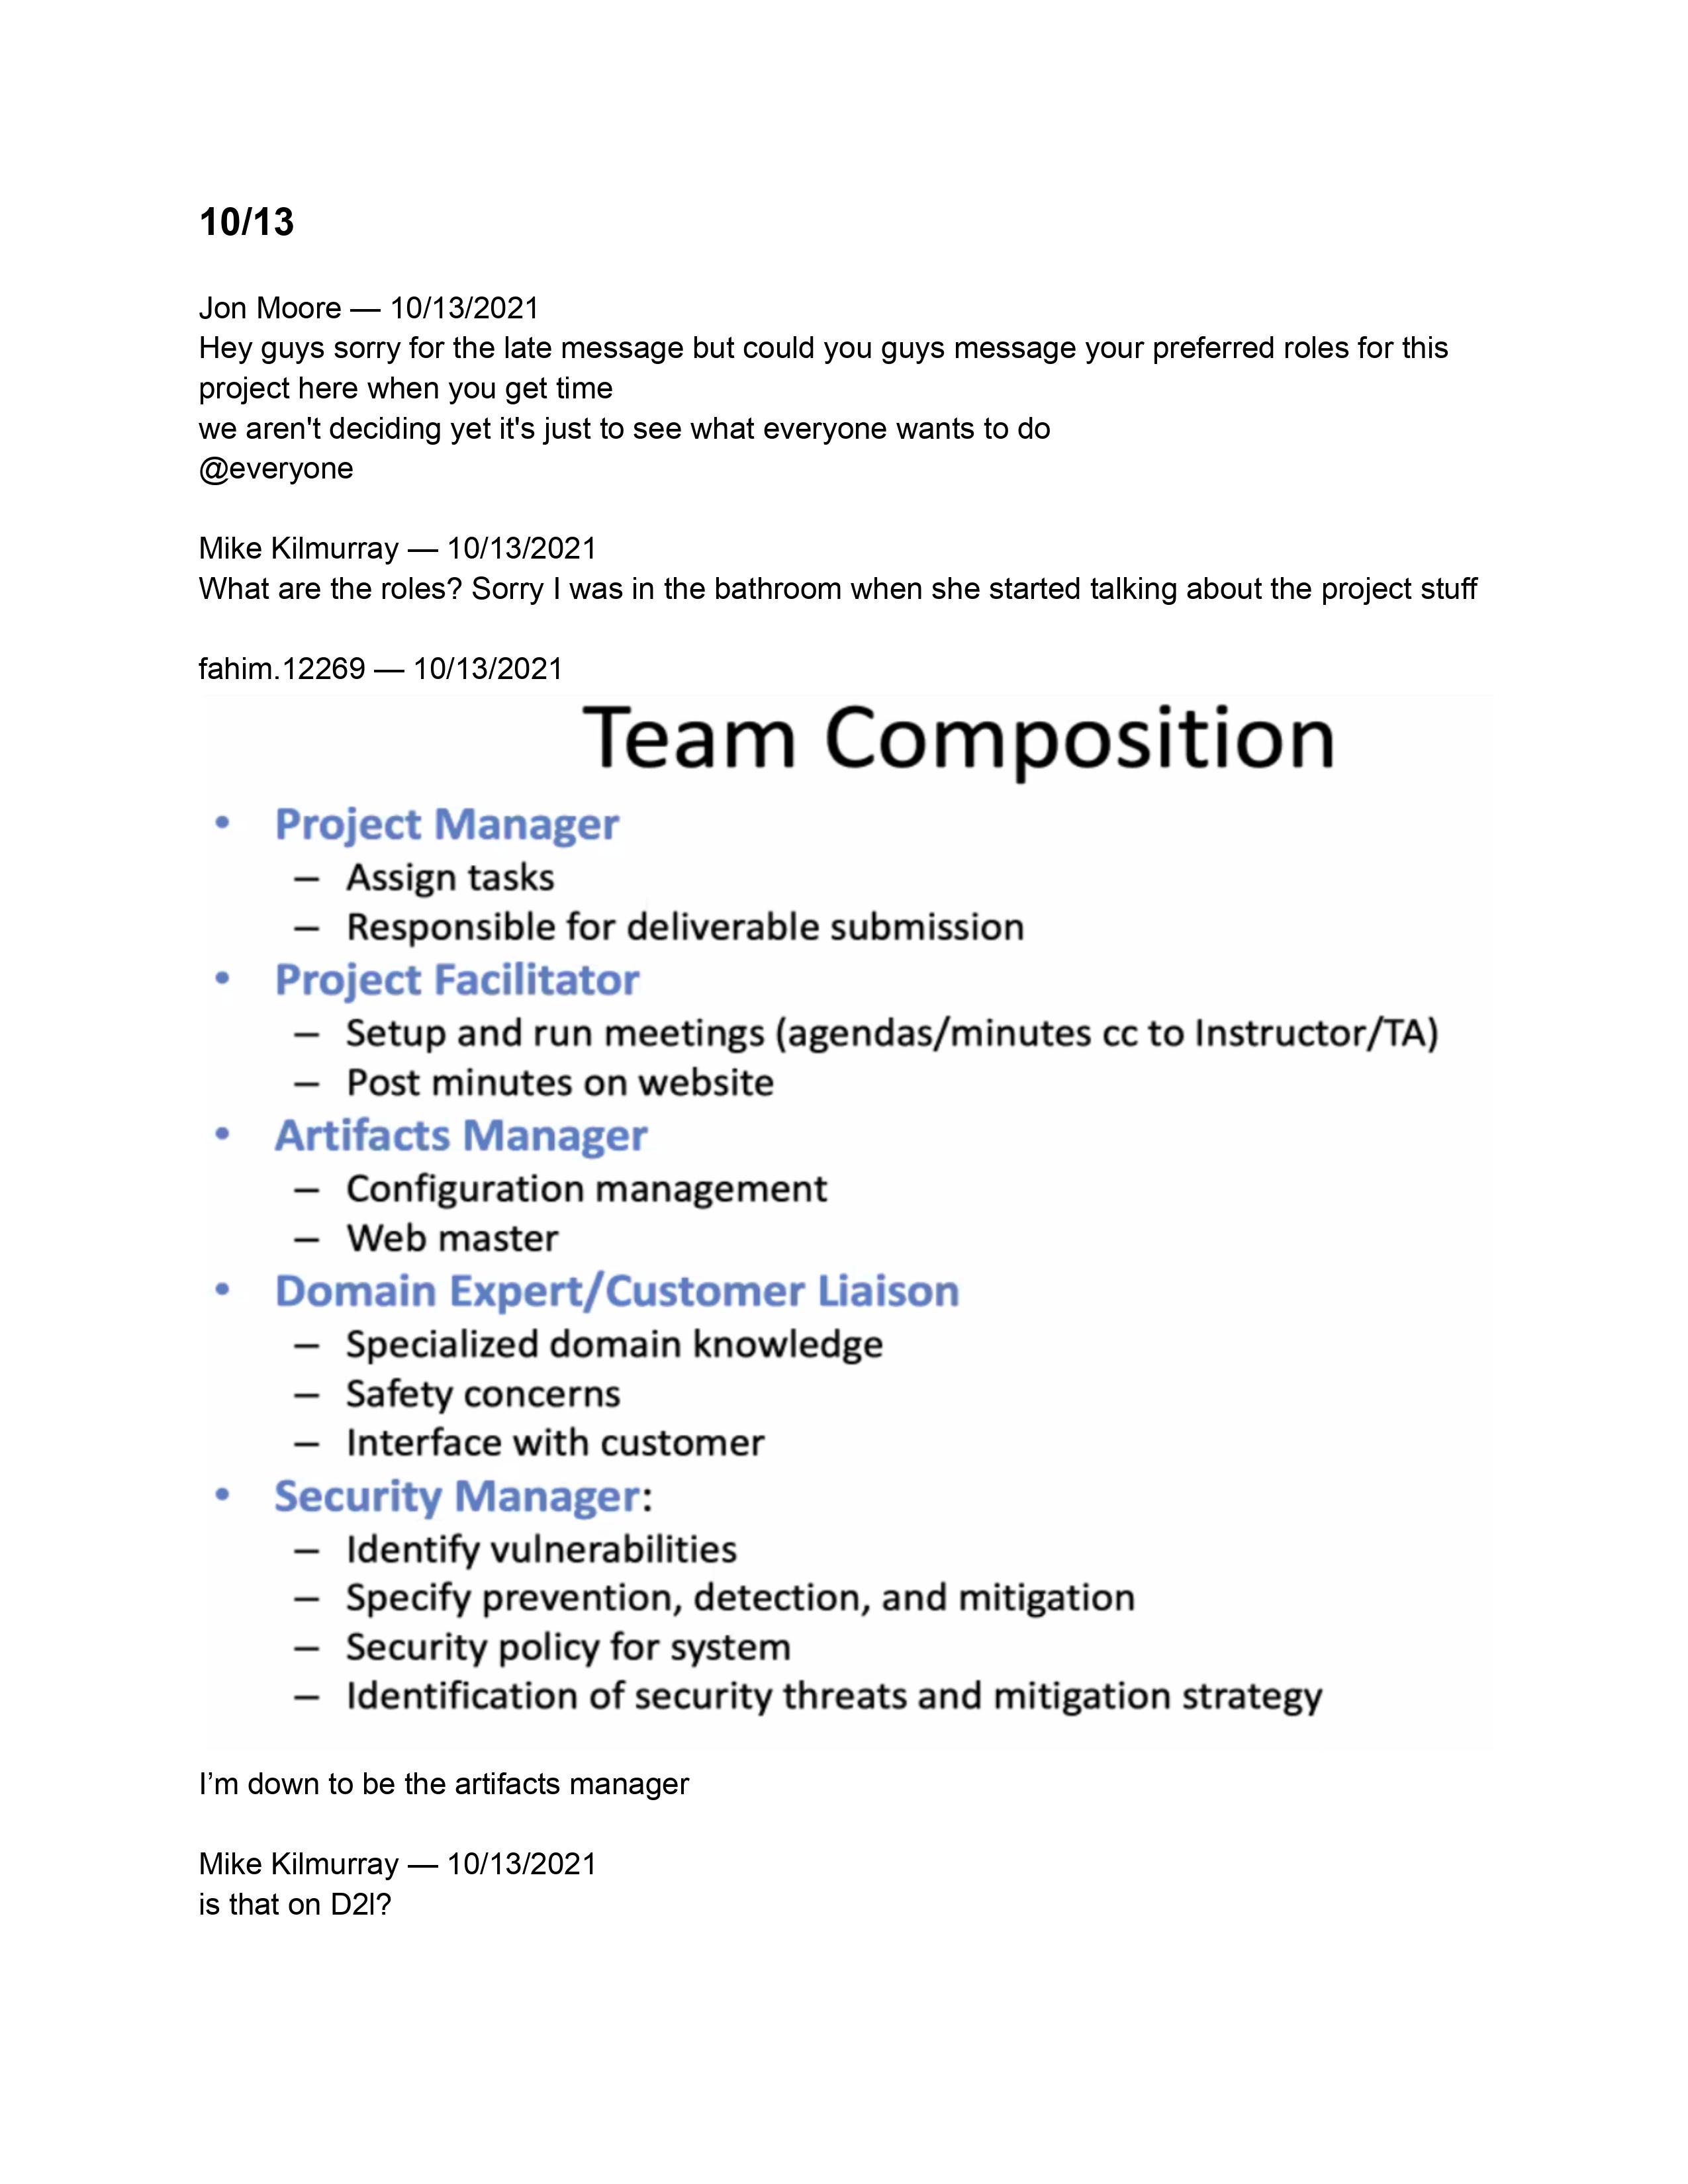 10/13
Jon Moore — 10/13/2021
Hey guys sorry for the late message but could you guys message your preferred roles for this
project here when you get time
we aren't deciding yet it's just to see what everyone wants to do
@everyone
Mike Kilmurray — 10/13/2021
What are the roles? Sorry I was in the bathroom when she started talking about the project stuff
fahim.12269 — 10/13/2021
Team Composition
• Project Manager
– Assign tasks
– Responsible for deliverable submission
• Project Facilitator
– Setup and run meetings (agendas/minutes cc to Instructor/TA)
– Post minutes on website
• Artifacts Manager
– Configuration management
– Web master
• Domain Expert/Customer Liaison
– Specialized domain knowledge
– Safety concerns
– Interface with customer
• Security Manager:
– Identify vulnerabilities
– Specify prevention, detection, and mitigation
– Security policy for system
– Identification of security threats and mitigation strategy
I’m down to be the artifacts manager
Mike Kilmurray — 10/13/2021
is that on D2l?